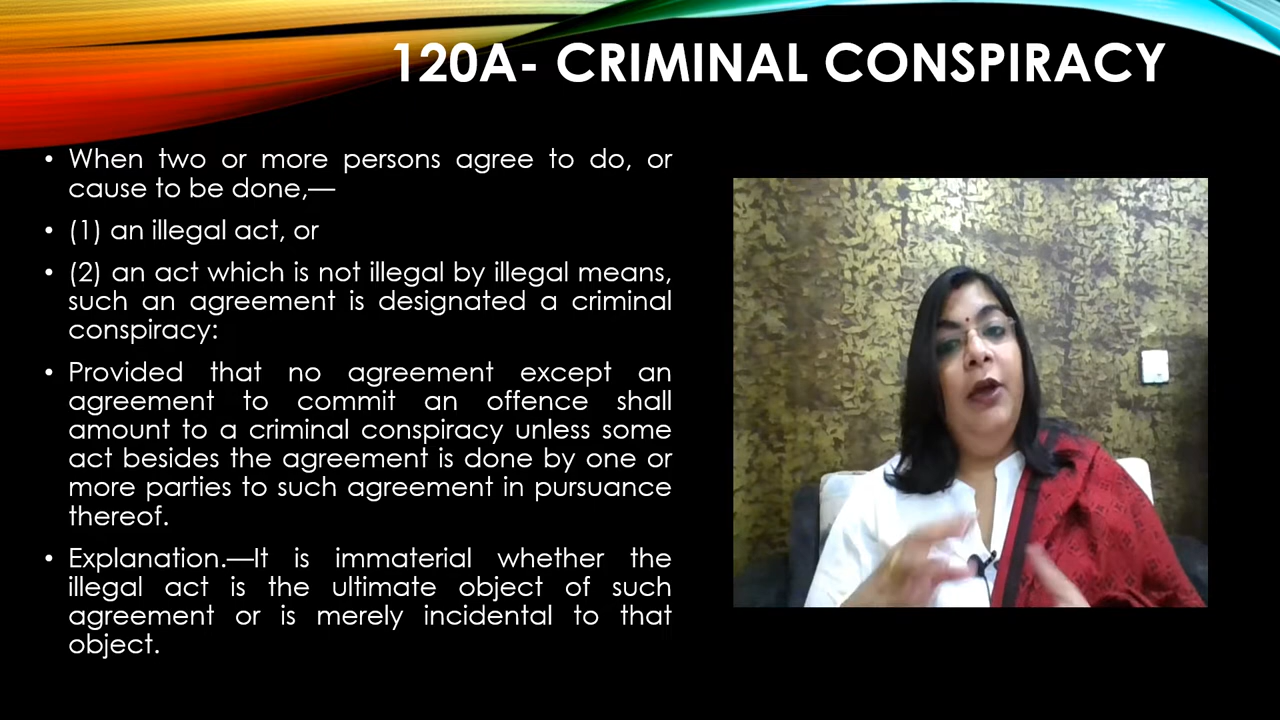 120A- CRIMINAL CONSPIRACY
• When two or more persons agree to do, or
cause to be done,—
• (1) an illegal act, or
• (2) an act which is not illegal by illegal means,
such an agreement is designated a criminal
conspiracy:
• Provided that no agreement except an
agreement to commit an offence shall
amount to a criminal conspiracy unless some
act besides the agreement is done by one or
more parties to such agreement in pursuance
thereof.
• Explanation.—It is immaterial whether the
illegal act is the ultimate object of such
agreement or is merely incidental to that
object.